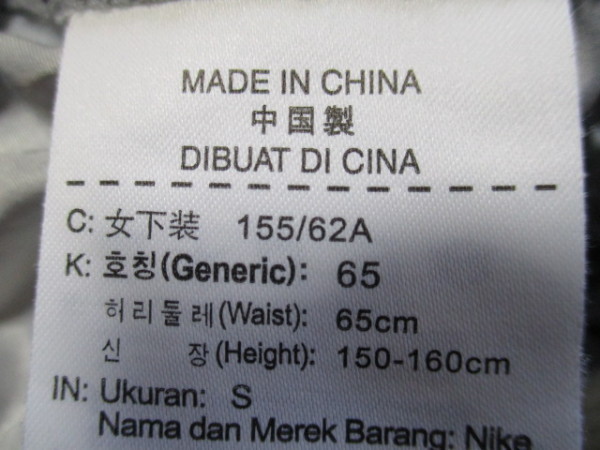 MADE IN CHINA
中国製
DIBUAT DI CINA
C: 女下装 155/62A
K: 호칭(Generic): 65
허리둘레(Waist): 65cm
신 장(Height): 150-160cm
IN: Ukuran: S
Nama dan Merek Barang: Nike